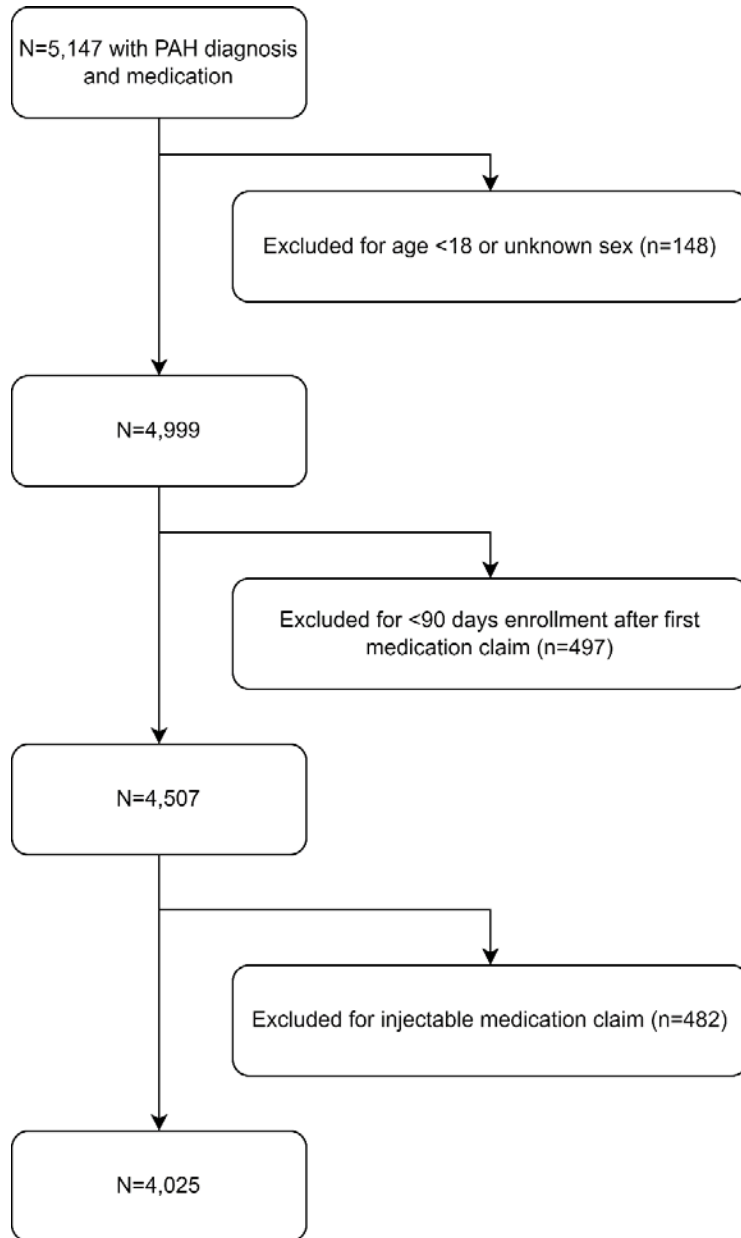 N=5,147 with PAH diagnosis
and medication
Excluded for age <18 or unknown sex (n=148)
N=4,999
Excluded for <90 days enrollment after first
medication claim (n=497)
N=4,507
Excluded for injectable medication claim (n=482)
N=4,025